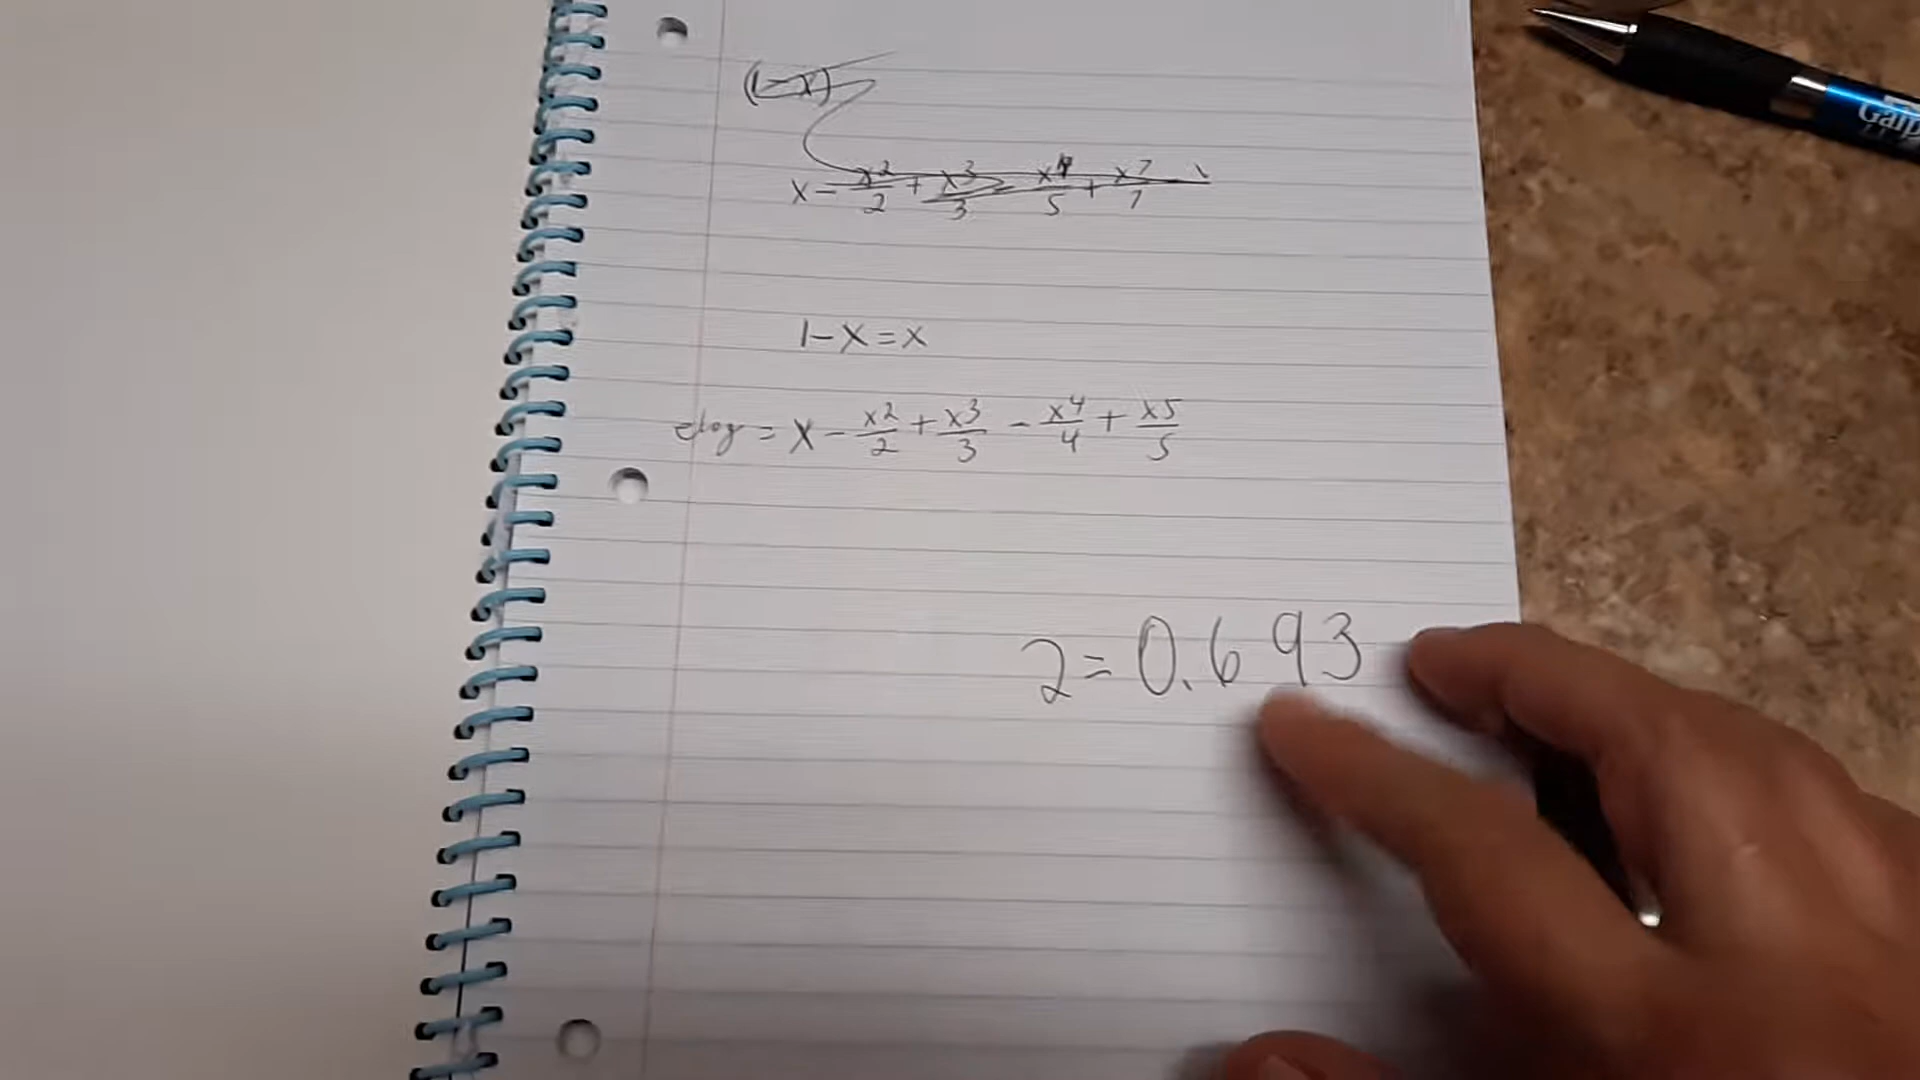 (1-x)
x - x2/2 + x3/3 - x4/5 + x7/7 -
1-x=x
elog = x - x2/2 + x3/3 - x4/4 + x5/5
2=0.693
Galp